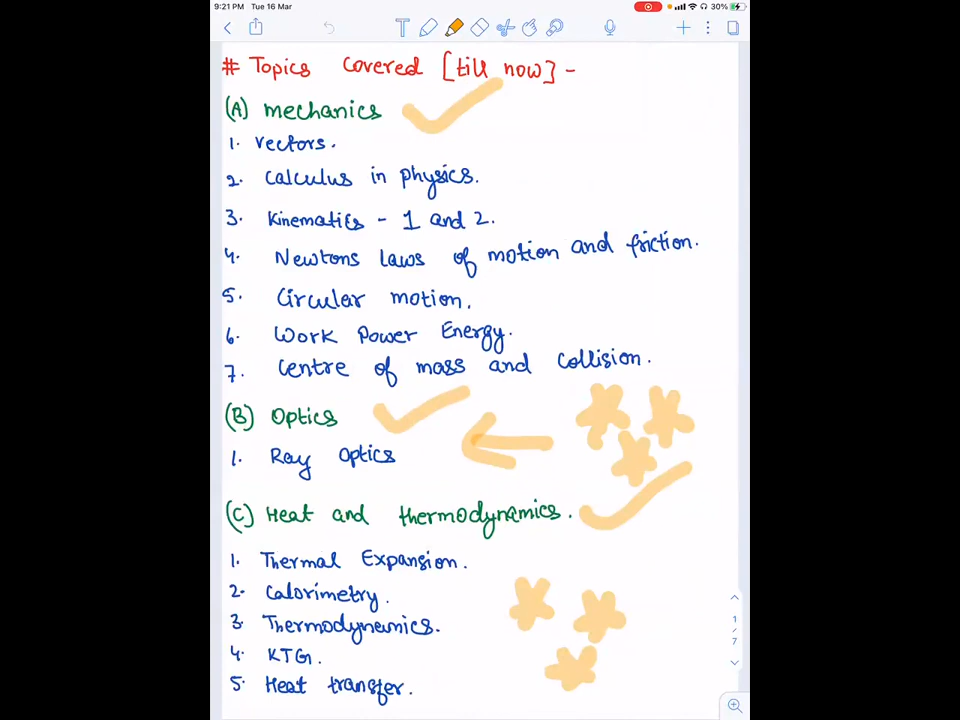 9:21 PM Tue 16 Mar 30%
# Topics Covered [till now] -
(A) mechanics
1. Vectors.
2. Calculus in physics.
3. Kinematics - 1 and 2.
4. Newtons laws of motion and friction.
5. Circular motion.
6. Work Power Energy.
7. Centre of mass and collision.
(B) Optics
1. Ray Optics
(C) Heat and thermodynamics.
1. Thermal Expansion.
2. Calorimetry.
3. Thermodynamics.
4. KTG.
5. Heat transfer.
1
/
7